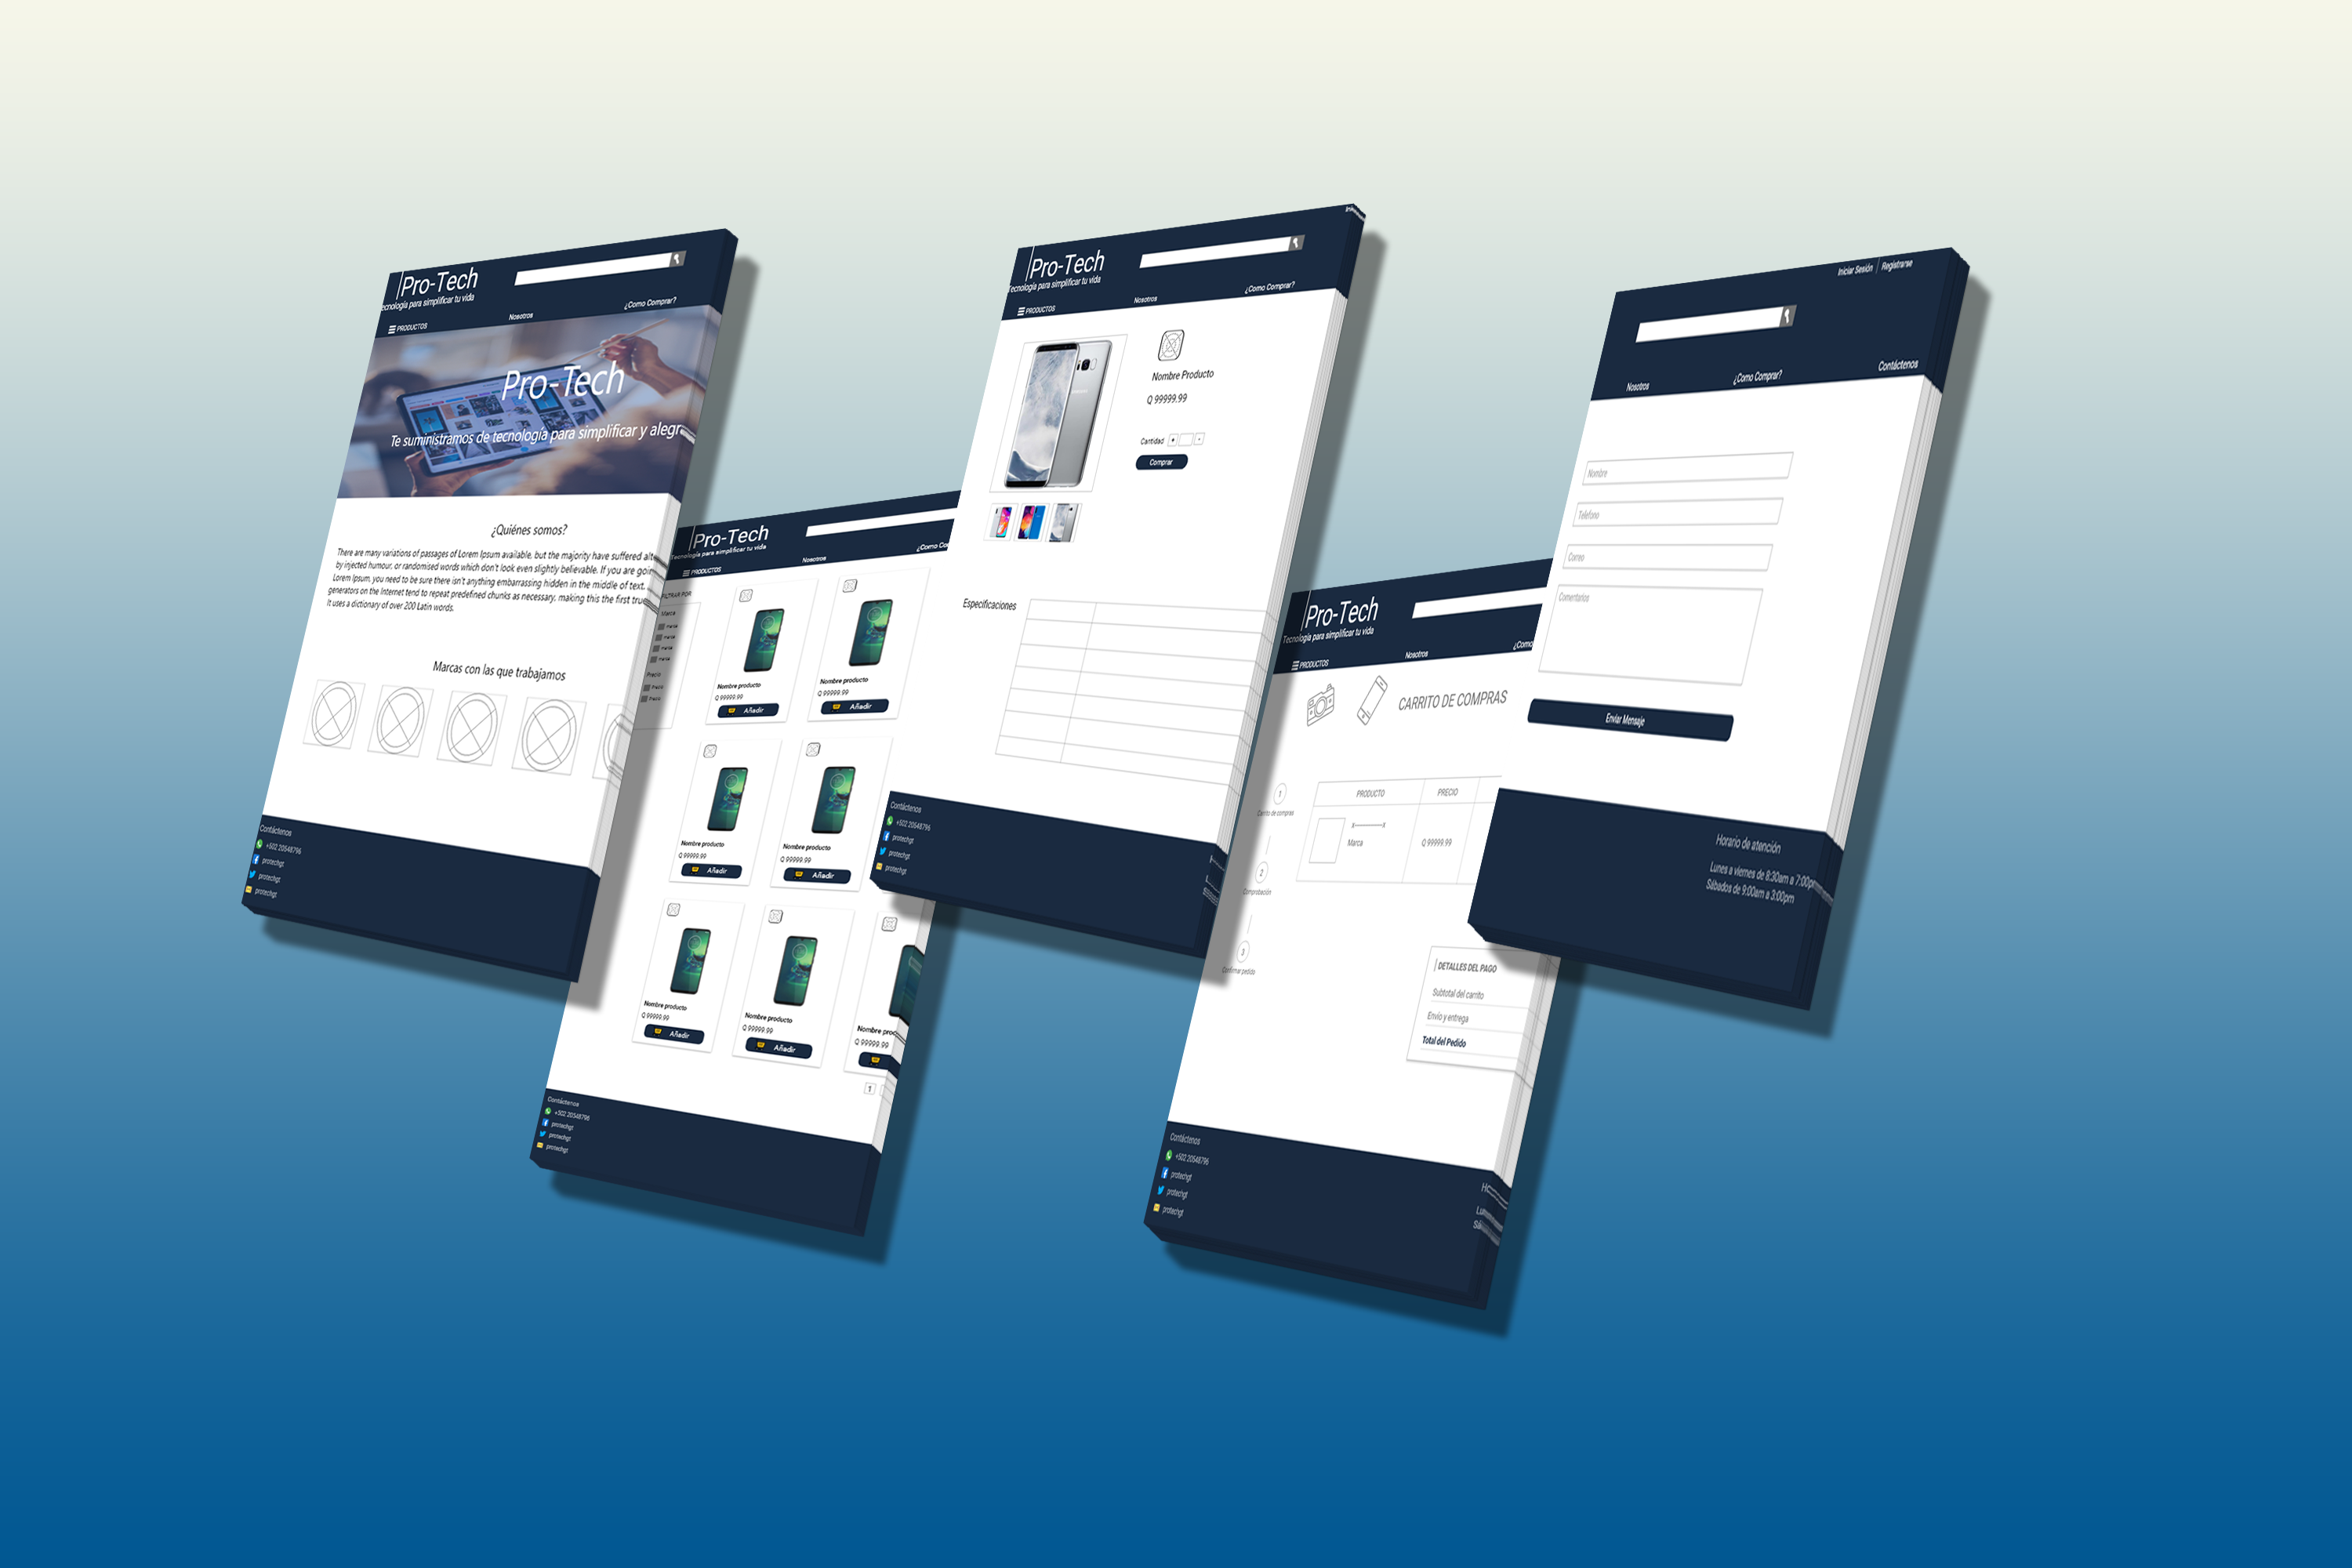 Pro-Tech
Tecnología para simplificar tu vida
PRODUCTOS
Nosotros
¿Como Comprar?
Pro-Tech
Te suministramos de tecnología para simplificar y alegr
¿Quiénes somos?
There are many variations of passages of Lorem Ipsum available, but the majority have suffered alt
by injected humour, or randomised words which don't look even slightly believable. If you are goin
Lorem Ipsum, you need to be sure there isn't anything embarrassing hidden in the middle of text.
generators on the Internet tend to repeat predefined chunks as necessary, making this the first tru
It uses a dictionary of over 200 Latin words.
Marcas con las que trabajamos
Contáctenos
+502 20548796
protechgt
protechgt
protechgt
Pro-Tech
Tecnología para simplificar tu vida
PRODUCTOS
Nosotros
¿Como Co
FILTRAR POR
Marca
marca
marca
marca
marca
Precio
Precio
Precio
Nombre producto
Q 99999.99
Añadir
Nombre producto
Q 99999.99
Añadir
Nombre producto
Q 99999.99
Añadir
Nombre producto
Q 99999.99
Añadir
Nombre producto
Q 99999.99
Añadir
Nombre producto
Q 99999.99
Añadir
Nombre proc
Q 99999.99
1
Contáctenos
+502 20548796
protechgt
protechgt
protechgt
Pro-Tech
Tecnología para simplificar tu vida
PRODUCTOS
Nosotros
¿Como Comprar?
Nombre Producto
Q 99999.99
Cantidad + -
Comprar
Especificaciones
Contáctenos
+502 20548796
protechgt
protechgt
protechgt
Pro-Tech
Tecnología para simplificar tu vida
PRODUCTOS
Nosotros
¿Como
CARRITO DE COMPRAS
1
Carrito de compras
2
Comprobación
3
Confirmar pedido
PRODUCTO
PRECIO
Marca
Q 99999.99
DETALLES DEL PAGO
Subtotal del carrito
Envio y entrega
Total del Pedido
Contáctenos
+502 20548796
protechgt
protechgt
protechgt
Iniciar Sesión
Registrarse
Nosotros
¿Como Comprar?
Contáctenos
Nombre
Telefono
Correo
Comentarios
Enviar Mensaje
Horario de atención
Lunes a viernes de 8:30am a 7:00pm
Sábados de 9:00am a 3:00pm